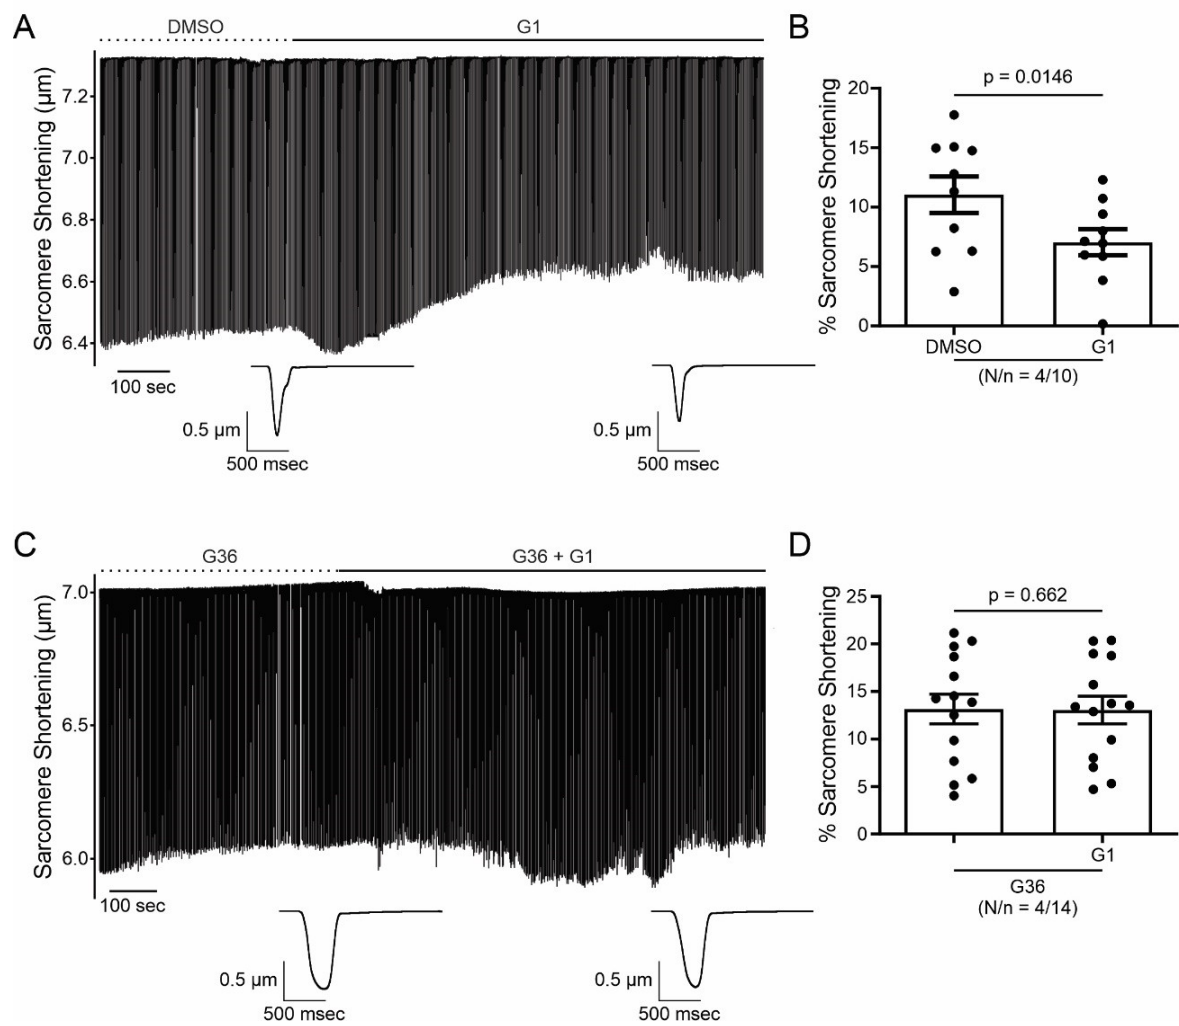 A
DMSO
G1
Sarcomere Shortening (µm)
7.2
7.0
6.8
6.6
6.4
100 sec
0.5 µm
500 msec
0.5 µm
500 msec
B
p = 0.0146
% Sarcomere Shortening
20
15
10
5
0
DMSO
G1
(N/n = 4/10)
C
G36
G36 + G1
Sarcomere Shortening (µm)
7.0
6.5
6.0
100 sec
0.5 µm
500 msec
0.5 µm
500 msec
D
p = 0.662
% Sarcomere Shortening
25
20
15
10
5
0
G1
G36
(N/n = 4/14)